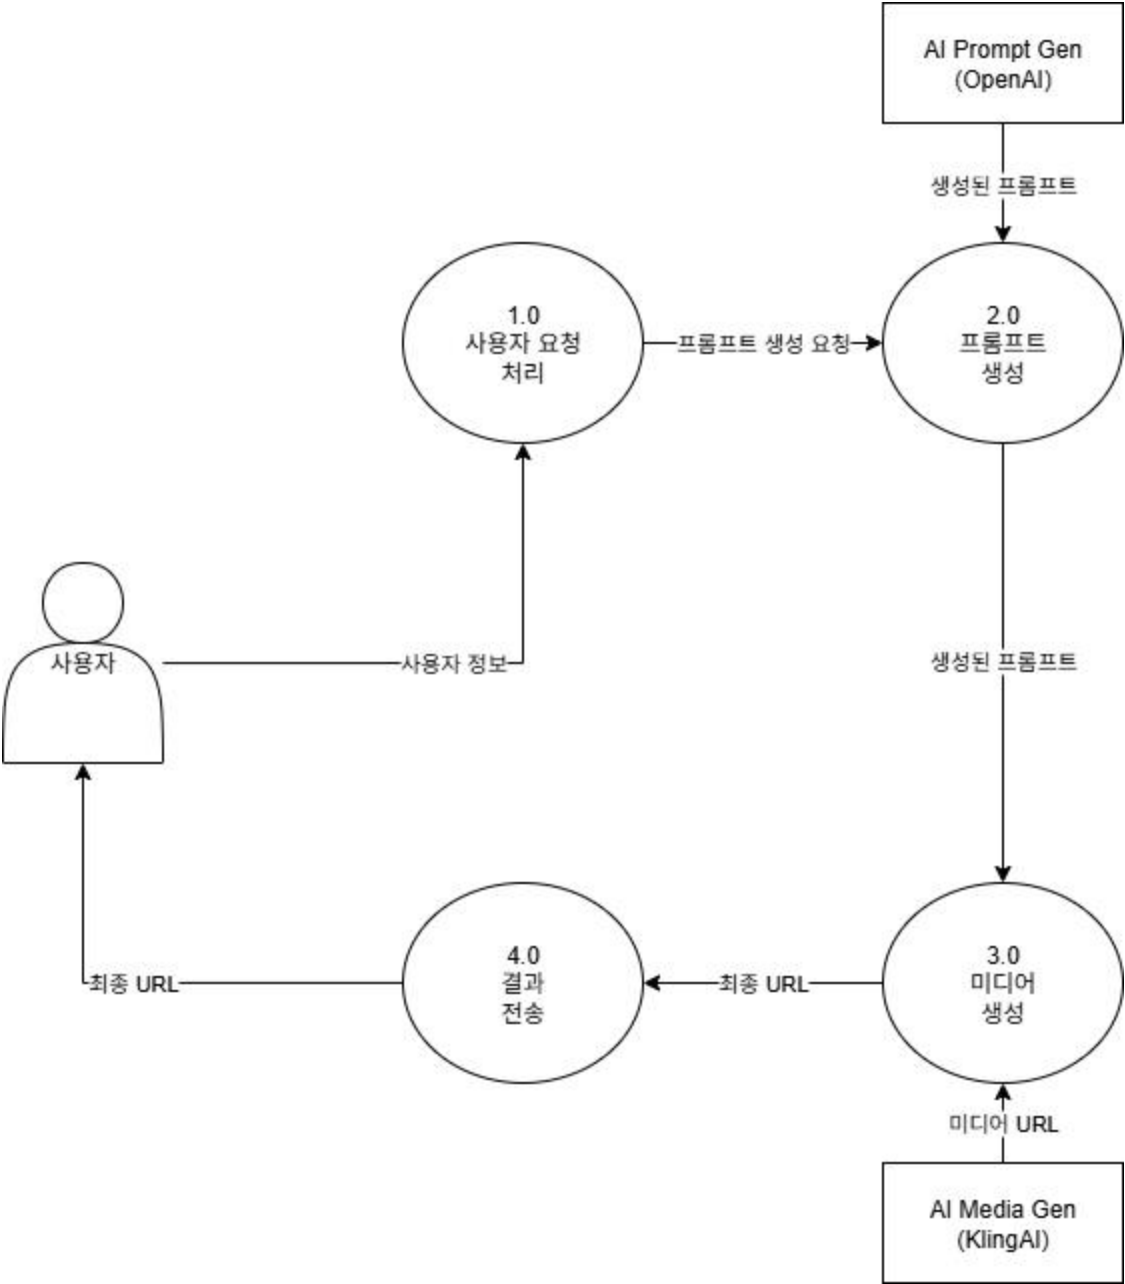 AI Prompt Gen
(OpenAI)
생성된 프롬프트
1.0
사용자 요청
처리
프롬프트 생성 요청
2.0
프롬프트
생성
사용자
사용자 정보
생성된 프롬프트
최종 URL
4.0
결과
전송
최종 URL
3.0
미디어
생성
미디어 URL
AI Media Gen
(KlingAI)